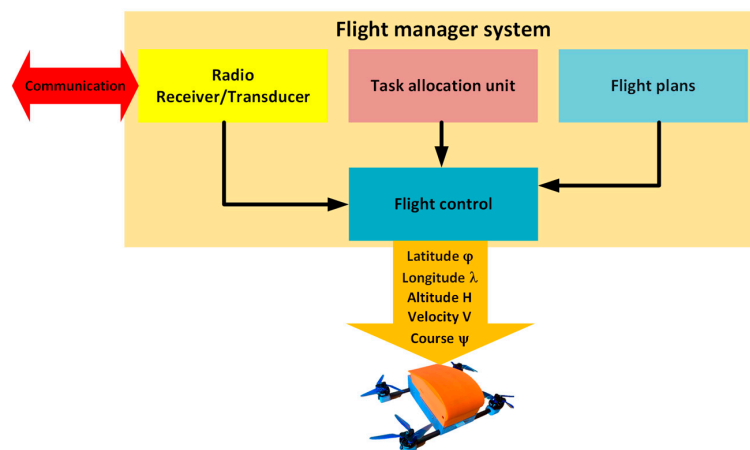 Flight manager system
Communication
Radio
Receiver/Transducer
Task allocation unit
Flight plans
Flight control
Latitude φ
Longitude λ
Altitude H
Velocity V
Course ψ